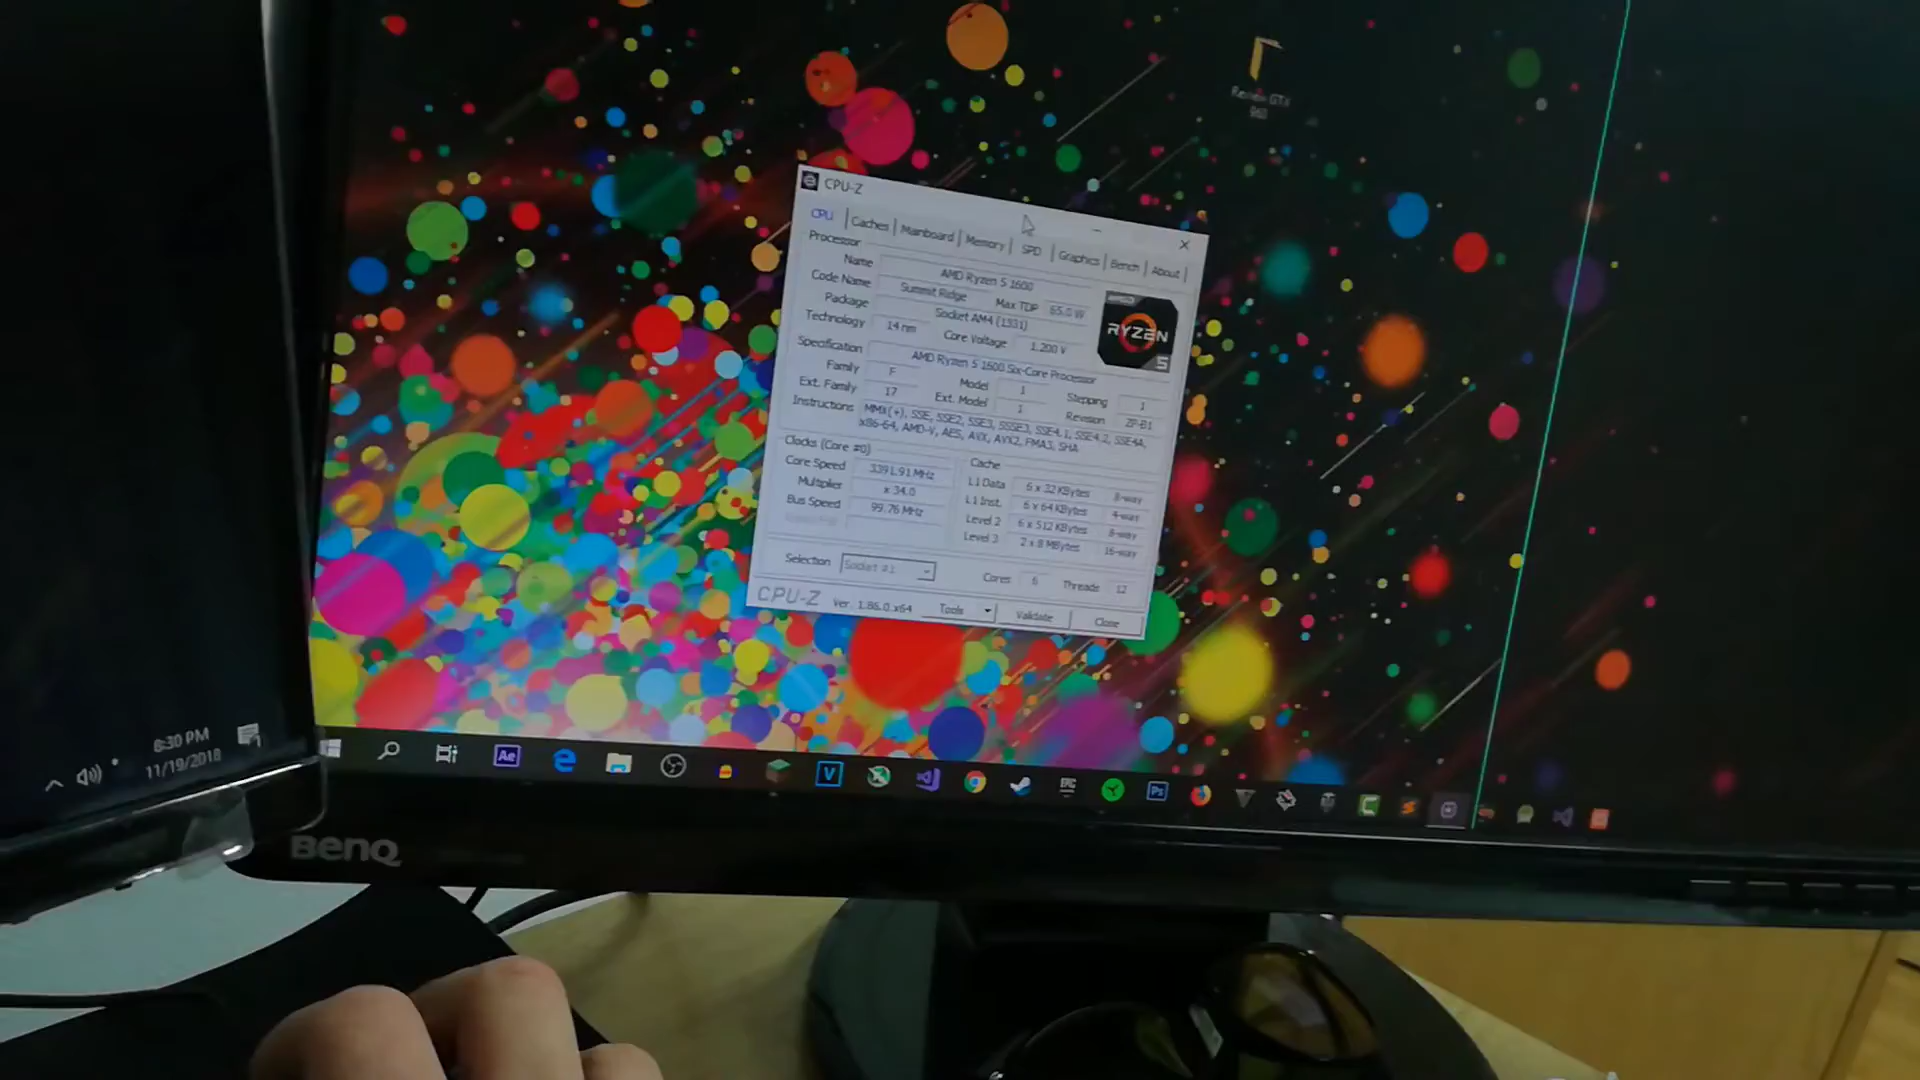 Review GTX
960
CPU-Z
CPU Caches Mainboard Memory SPD Graphics Bench About
Processor
Name AMD Ryzen 5 1600
Code Name Summit Ridge Max TDP 65.0 W
Package Socket AM4 (1331)
Technology 14 nm Core Voltage 1.200 V
AMD
RYZEN
5
Specification AMD Ryzen 5 1600 Six-Core Processor
Family F Model 1 Stepping 1
Ext. Family 17 Ext. Model 1 Revision ZP-B1
Instructions MMX(+), SSE, SSE2, SSE3, SSSE3, SSE4.1, SSE4.2, SSE4A,
x86-64, AMD-V, AES, AVX, AVX2, FMA3, SHA
Clocks (Core #0)
Core Speed 3391.91 MHz
Multiplier x 34.0
Bus Speed 99.76 MHz
Cache
L1 Data 6 x 32 KBytes 8-way
L1 Inst. 6 x 64 KBytes 4-way
Level 2 6 x 512 KBytes 8-way
Level 3 2 x 8 MBytes 16-way
Selection Socket #1 Cores 6 Threads 12
CPU-Z Ver. 1.86.0.x64 Tools Validate Close
8:30 PM
11/19/2018
Ae
V
EPIC
Ps
BenQ